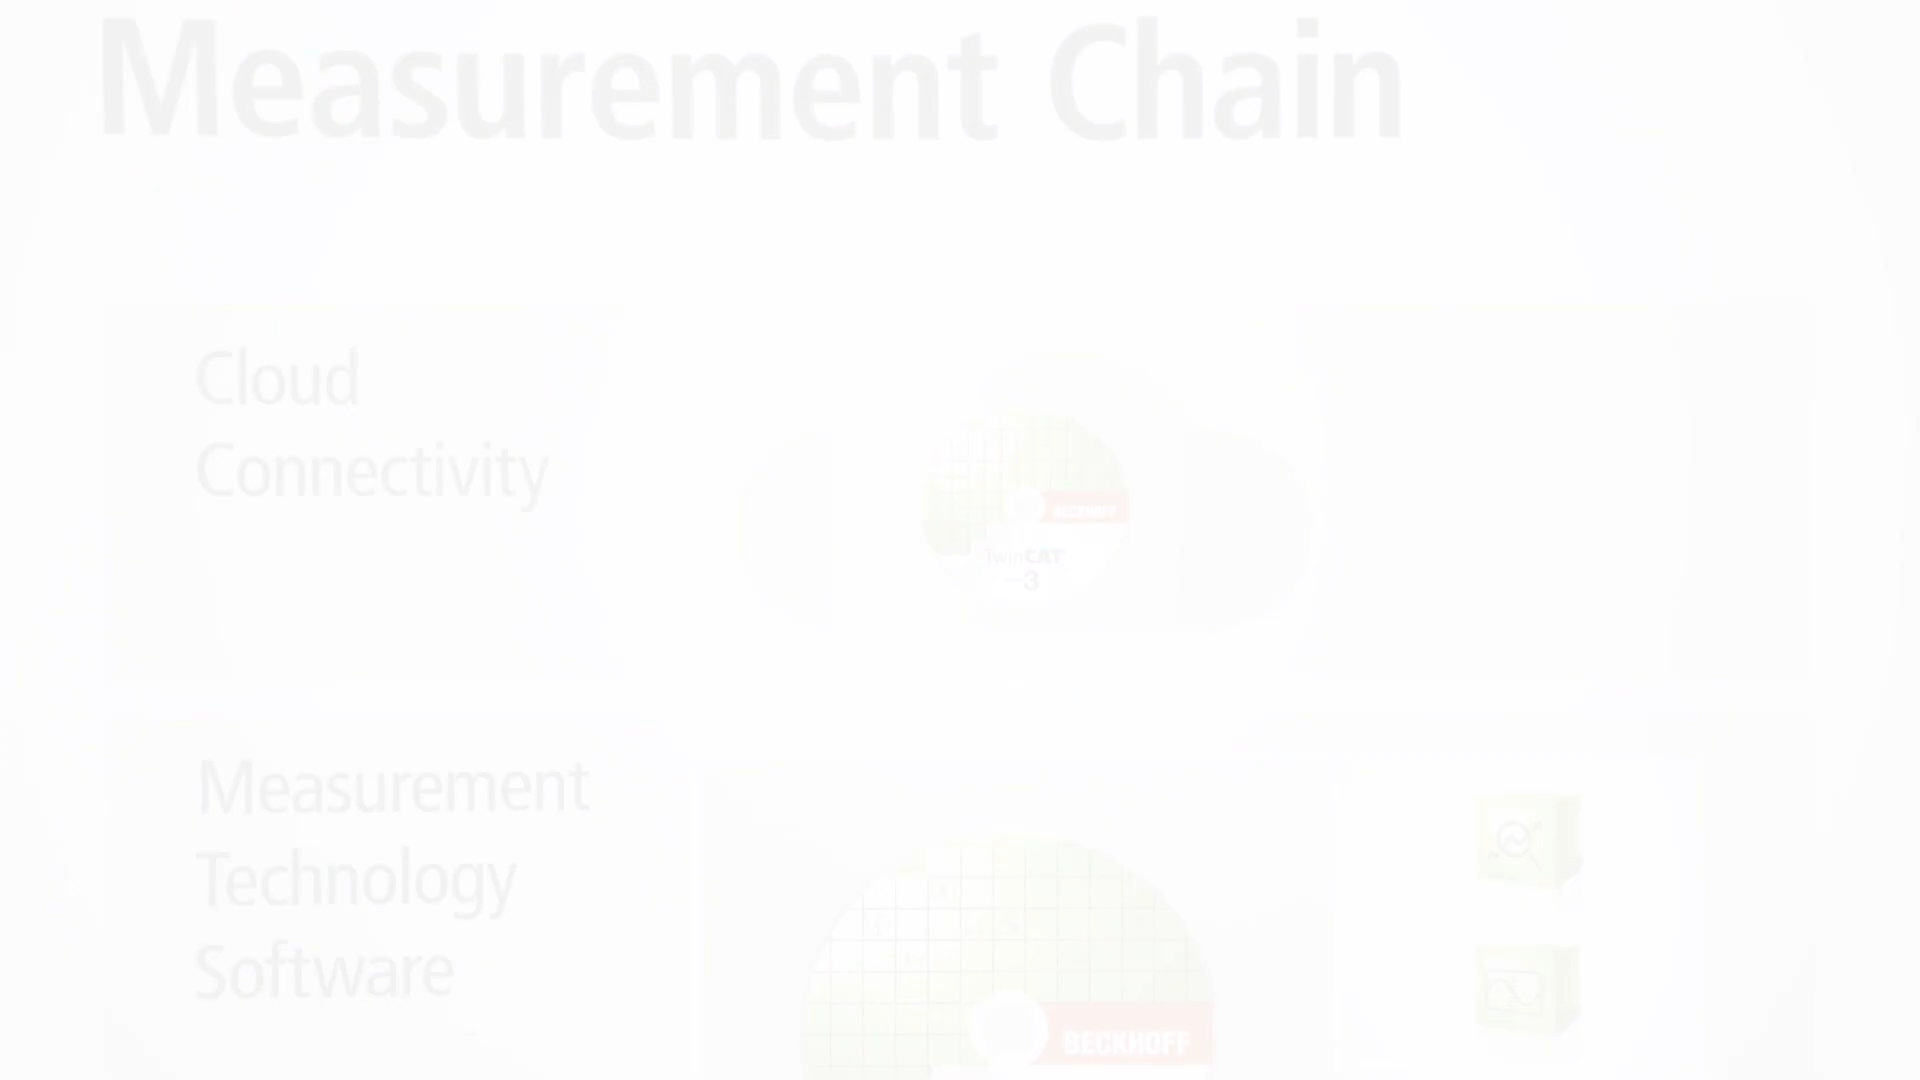 Measurement Chain
Cloud
Connectivity
BECKHOFF
TwinCAT
3
Measurement
Technology
Software
BECKHOFF